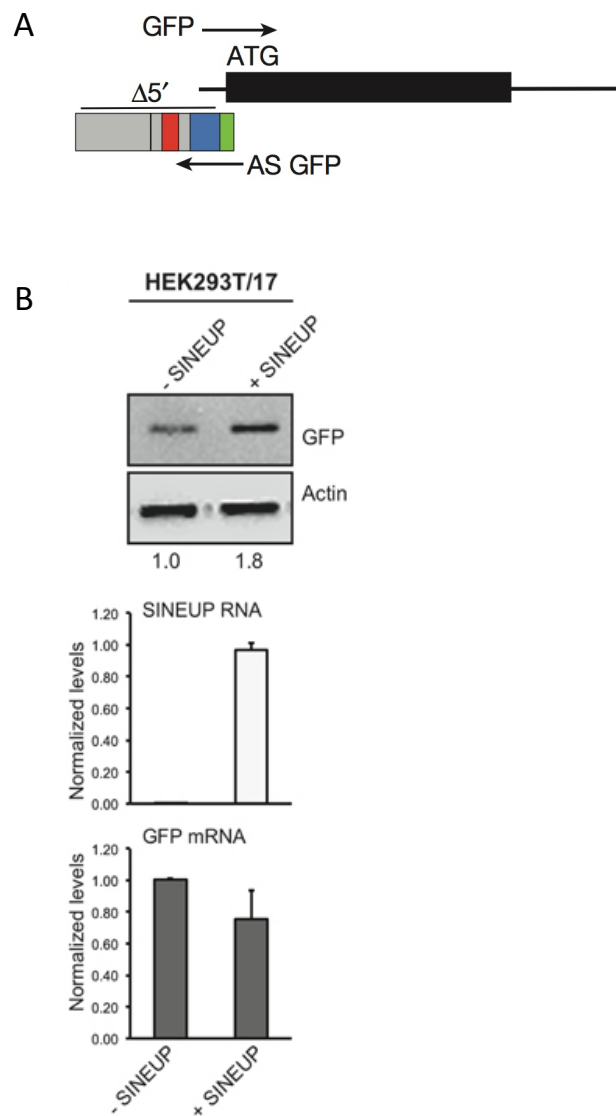 A
GFP
ATG
Δ5′
AS GFP
B
HEK293T/17
- SINEUP
+ SINEUP
GFP
Actin
1.0 1.8
SINEUP RNA
Normalized levels
1.20
1.00
0.80
0.60
0.40
0.20
0.00
GFP mRNA
Normalized levels
1.20
1.00
0.80
0.60
0.40
0.20
0.00
- SINEUP
+ SINEUP